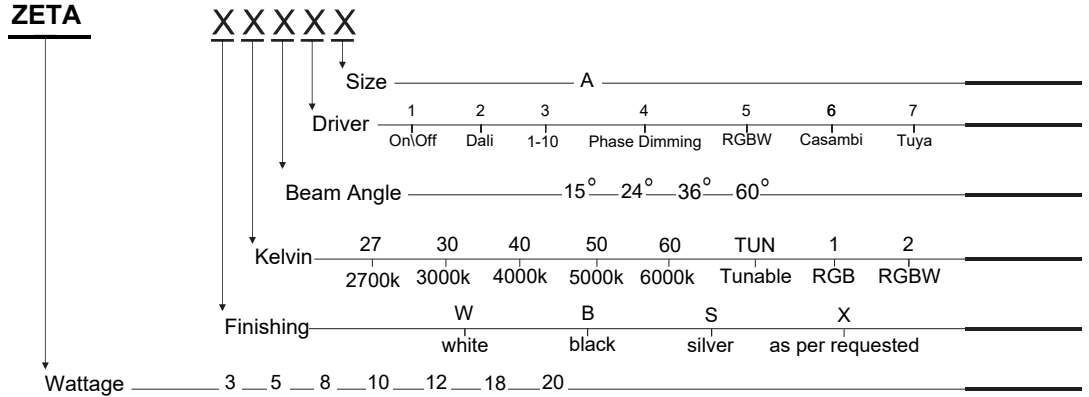 ZETA X X X X X
Size A
1 2 3 4 5 6 7
Driver
On\Off Dali 1-10 Phase Dimming RGBW Casambi Tuya
Beam Angle 15° 24° 36° 60°
27 30 40 50 60 TUN 1 2
Kelvin
2700k 3000k 4000k 5000k 6000k Tunable RGB RGBW
W B S X
Finishing
white black silver as per requested
Wattage 3 5 8 10 12 18 20